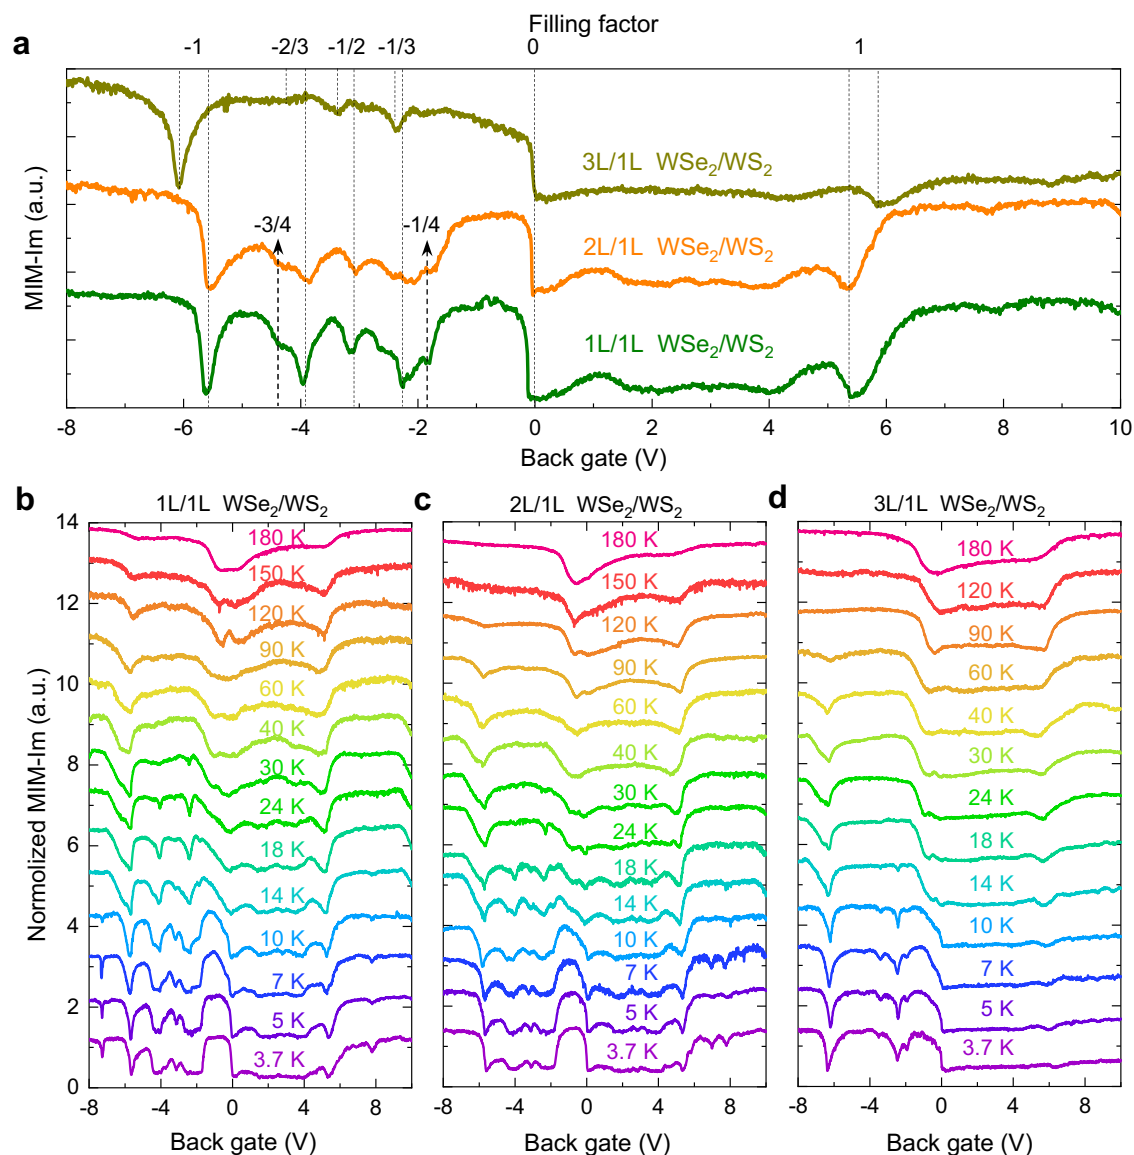 Filling factor
a
-1 -2/3 -1/2 -1/3 0 1
MIM-Im (a.u.)
3L/1L WSe₂/WS₂
-3/4 -1/4
2L/1L WSe₂/WS₂
1L/1L WSe₂/WS₂
-8 -6 -4 -2 0 2 4 6 8 10
Back gate (V)
b
1L/1L WSe₂/WS₂
Normolized MIM-Im (a.u.)
14
12
10
8
6
4
2
0
180 K
150 K
120 K
90 K
60 K
40 K
30 K
24 K
18 K
14 K
10 K
7 K
5 K
3.7 K
-8 -4 0 4 8
Back gate (V)
c
2L/1L WSe₂/WS₂
180 K
150 K
120 K
90 K
60 K
40 K
30 K
24 K
18 K
14 K
10 K
7 K
5 K
3.7 K
-8 -4 0 4 8
Back gate (V)
d
3L/1L WSe₂/WS₂
180 K
120 K
90 K
60 K
40 K
30 K
24 K
18 K
14 K
10 K
7 K
5 K
3.7 K
-8 -4 0 4 8
Back gate (V)